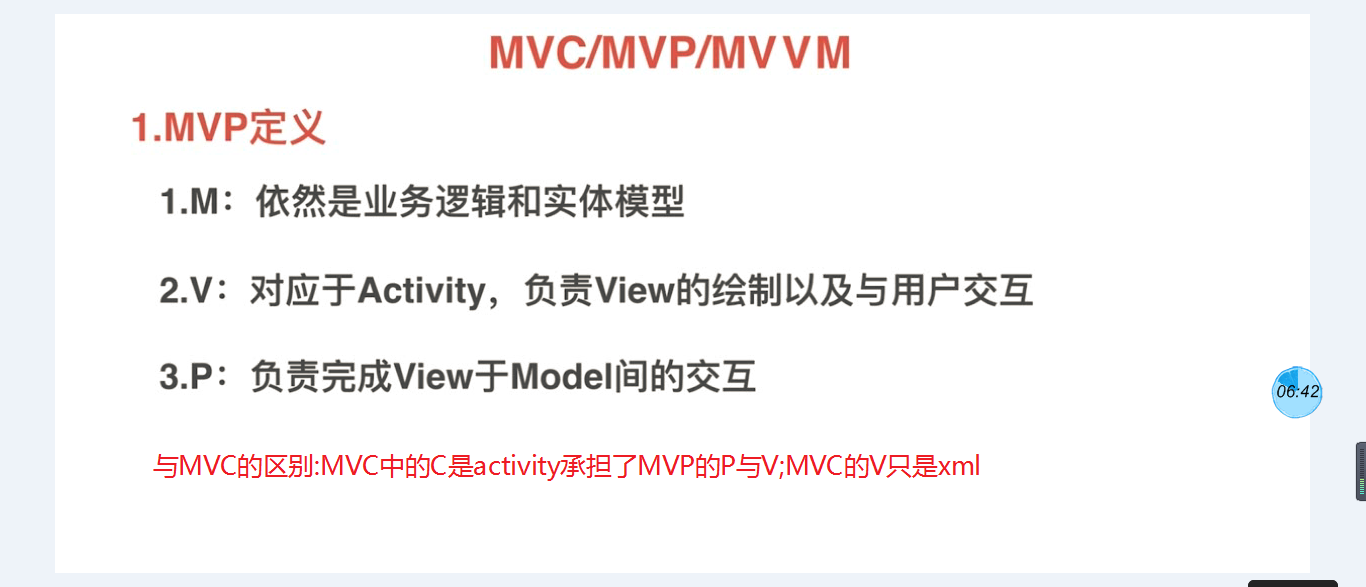 MVC/MVP/MVVM
1.MVP定义
1.M：依然是业务逻辑和实体模型
2.V：对应于Activity，负责View的绘制以及与用户交互
3.P：负责完成View于Model间的交互
06:42
与MVC的区别:MVC中的C是activity承担了MVP的P与V;MVC的V只是xml